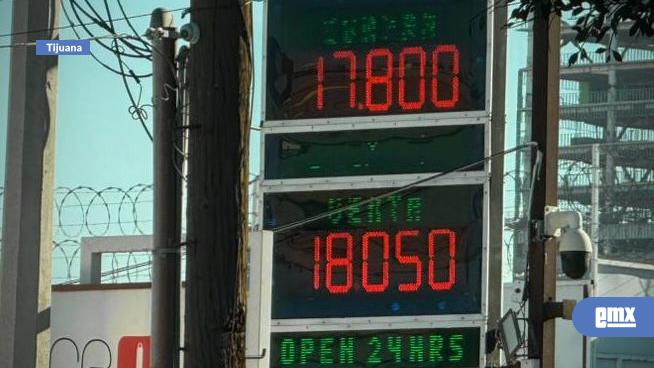 Tijuana
COMPRA
17.800
VENTA
18050
OPEN 24HRS
emx